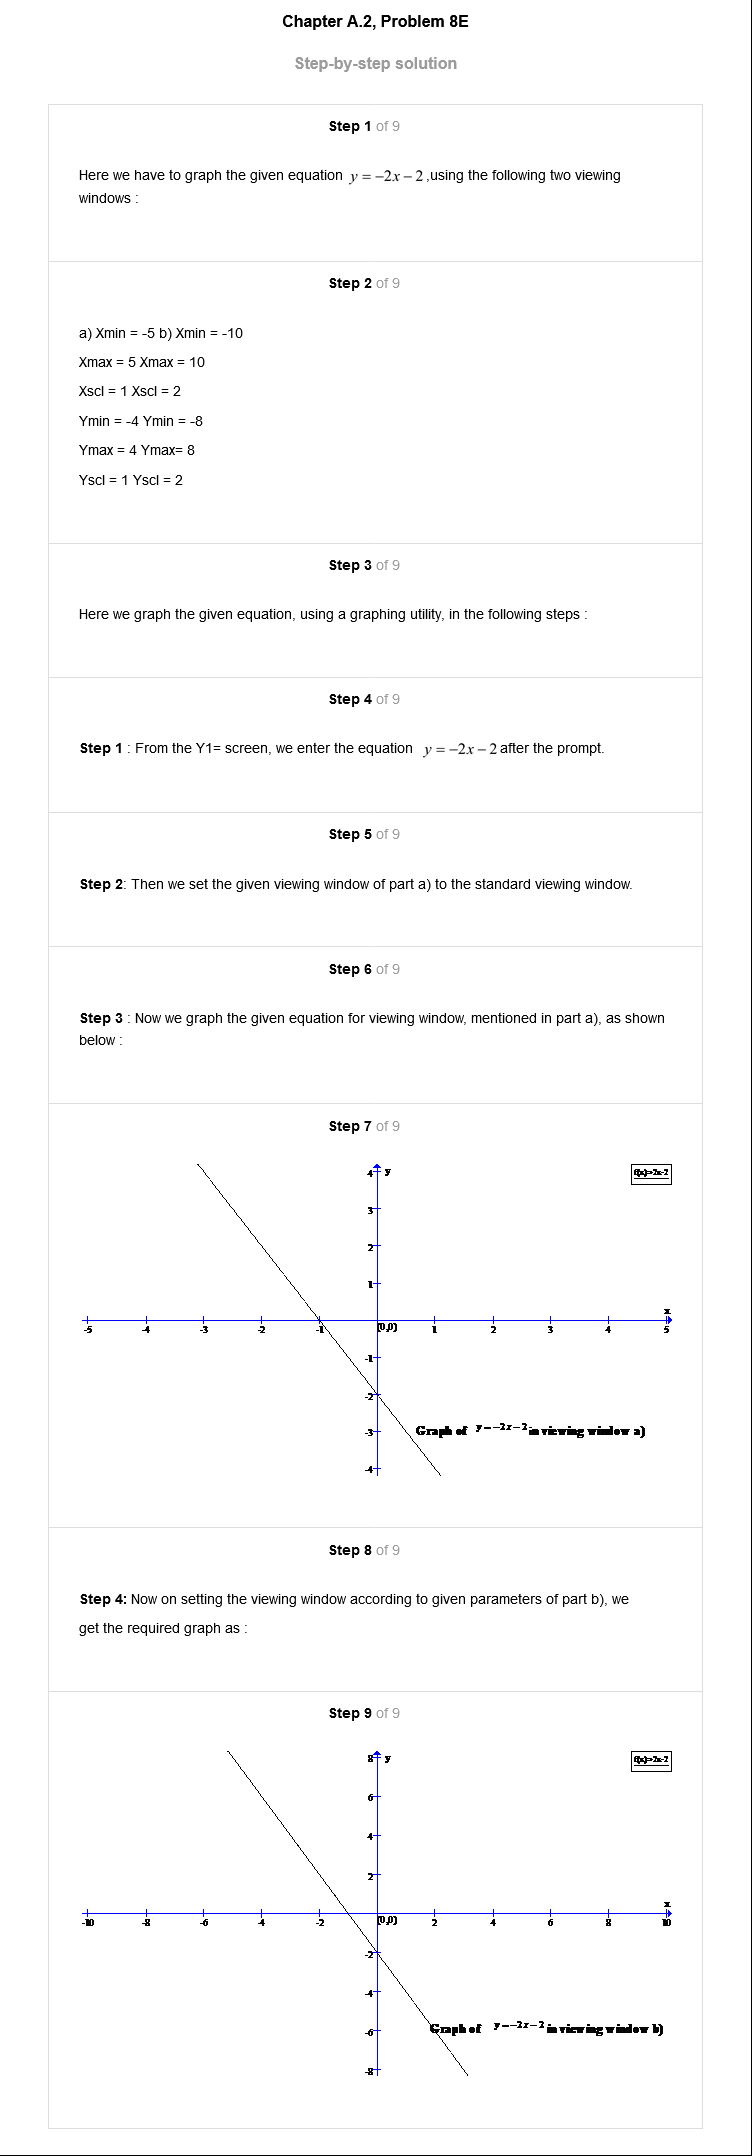 Chapter A.2, Problem 8E
Step-by-step solution
Step 1 of 9
Here we have to graph the given equation y = −2x − 2 ,using the following two viewing
windows :
Step 2 of 9
a) Xmin = -5 b) Xmin = -10
Xmax = 5 Xmax = 10
Xscl = 1 Xscl = 2
Ymin = -4 Ymin = -8
Ymax = 4 Ymax= 8
Yscl = 1 Yscl = 2
Step 3 of 9
Here we graph the given equation, using a graphing utility, in the following steps :
Step 4 of 9
Step 1 : From the Y1= screen, we enter the equation y = −2x − 2 after the prompt.
Step 5 of 9
Step 2: Then we set the given viewing window of part a) to the standard viewing window.
Step 6 of 9
Step 3 : Now we graph the given equation for viewing window, mentioned in part a), as shown
below :
Step 7 of 9
4 y
f(x)=-2x-2
3
2
1
x
-5 -4 -3 -2 -1 (0,0) 1 2 3 4 5
-1
-2
-3 Graph of y = −2x − 2 in viewing window a)
-4
Step 8 of 9
Step 4: Now on setting the viewing window according to given parameters of part b), we
get the required graph as :
Step 9 of 9
8 y
f(x)=-2x-2
6
4
2
x
-10 -8 -6 -4 -2 (0,0) 2 4 6 8 10
-2
-4
-6 Graph of y = −2x − 2 in viewing window b)
-8